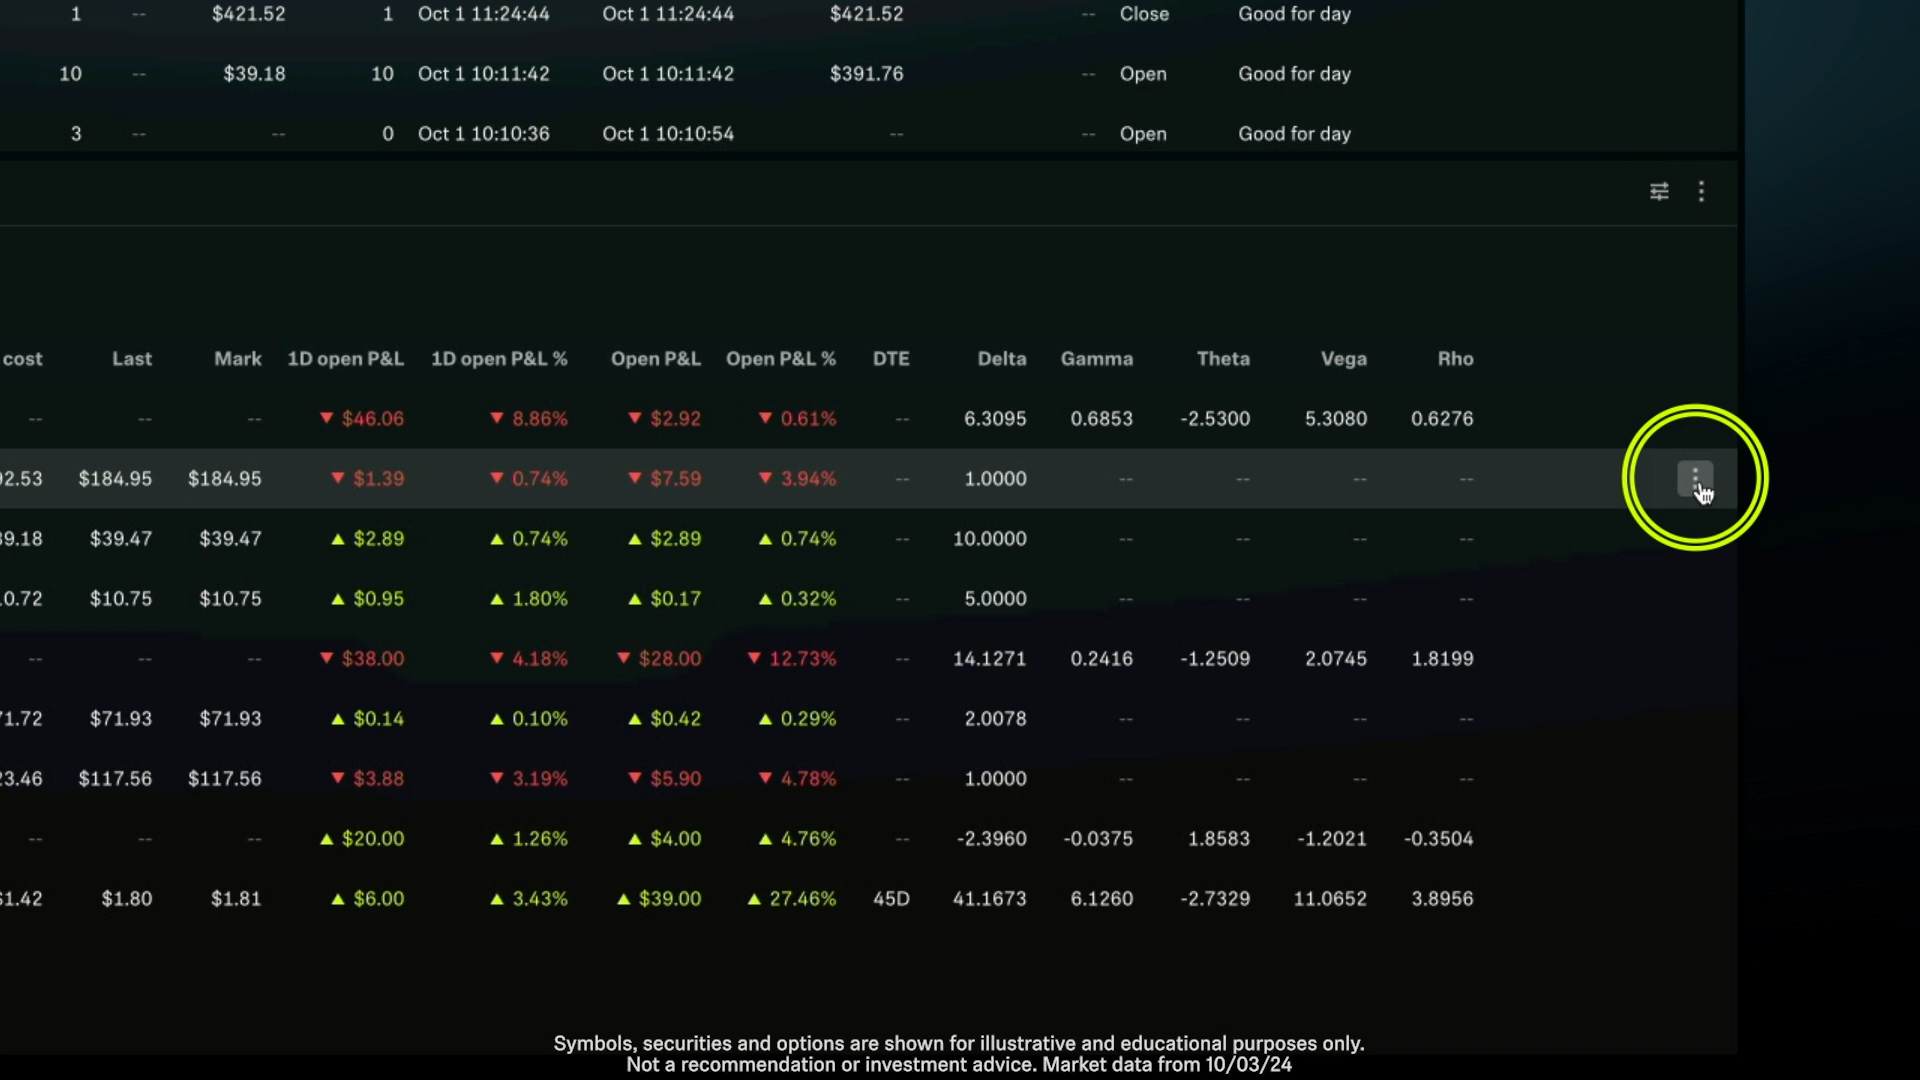 1 -- $421.52 1 Oct 1 11:24:44 Oct 1 11:24:44 $421.52 -- Close Good for day
10 -- $39.18 10 Oct 1 10:11:42 Oct 1 10:11:42 $391.76 -- Open Good for day
3 -- -- 0 Oct 1 10:10:36 Oct 1 10:10:54 -- -- Open Good for day
cost Last Mark 1D open P&L 1D open P&L % Open P&L Open P&L % DTE Delta Gamma Theta Vega Rho
-- -- -- ▼ $46.06 ▼ 8.86% ▼ $2.92 ▼ 0.61% -- 6.3095 0.6853 -2.5300 5.3080 0.6276
92.53 $184.95 $184.95 ▼ $1.39 ▼ 0.74% ▼ $7.59 ▼ 3.94% -- 1.0000 -- -- -- --
39.18 $39.47 $39.47 ▲ $2.89 ▲ 0.74% ▲ $2.89 ▲ 0.74% -- 10.0000 -- -- -- --
0.72 $10.75 $10.75 ▲ $0.95 ▲ 1.80% ▲ $0.17 ▲ 0.32% -- 5.0000 -- -- -- --
-- -- -- ▼ $38.00 ▼ 4.18% ▼ $28.00 ▼ 12.73% -- 14.1271 0.2416 -1.2509 2.0745 1.8199
71.72 $71.93 $71.93 ▲ $0.14 ▲ 0.10% ▲ $0.42 ▲ 0.29% -- 2.0078 -- -- -- --
23.46 $117.56 $117.56 ▼ $3.88 ▼ 3.19% ▼ $5.90 ▼ 4.78% -- 1.0000 -- -- -- --
-- -- -- ▲ $20.00 ▲ 1.26% ▲ $4.00 ▲ 4.76% -- -2.3960 -0.0375 1.8583 -1.2021 -0.3504
$1.42 $1.80 $1.81 ▲ $6.00 ▲ 3.43% ▲ $39.00 ▲ 27.46% 45D 41.1673 6.1260 -2.7329 11.0652 3.8956
Symbols, securities and options are shown for illustrative and educational purposes only.
Not a recommendation or investment advice. Market data from 10/03/24